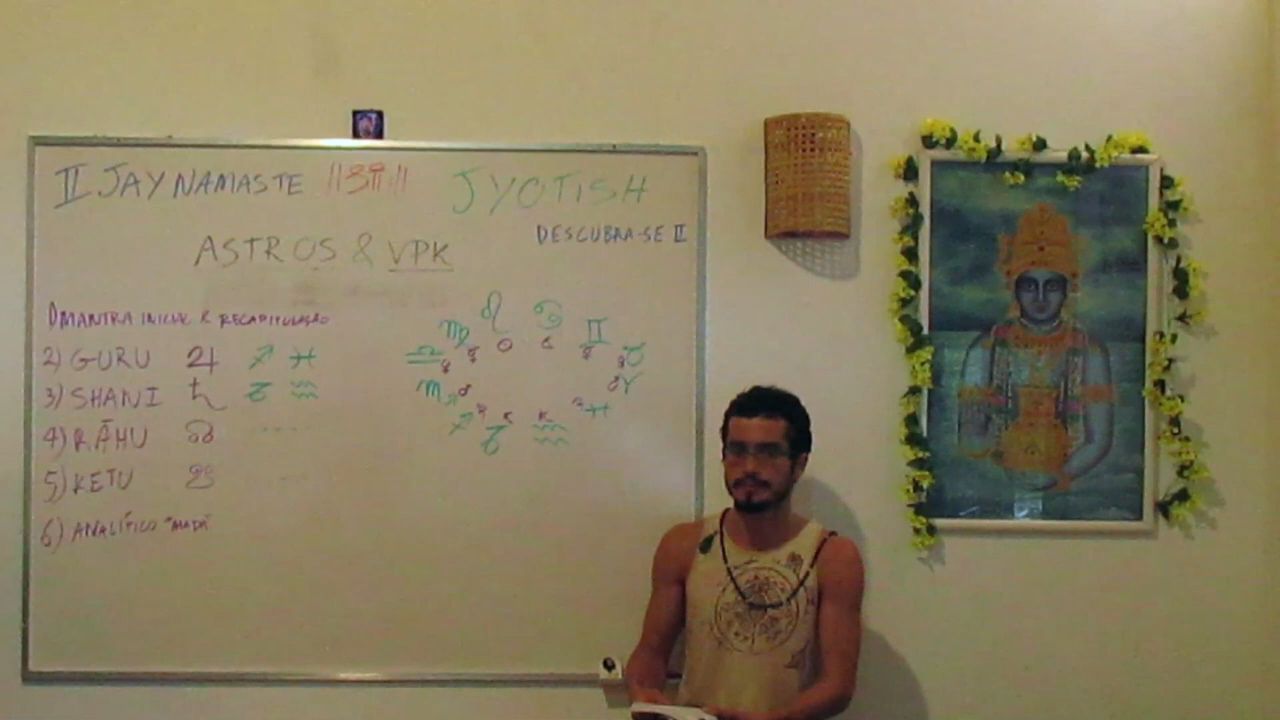 II JAY NAMASTE ||ॐ|| JYOTISH
DESCUBRA-SE II
ASTROS & VPK
1) MANTRA INICIAL & RECAPITULAÇÃO
2) GURU ♃ ♐ ♓
3) SHANI ♄ ♑ ♒
4) RĀHU ☊ ....
5) KETU ☋ ....
6) ANALÍTICO "MAPA"
♎ ♍ ♌ ♋ ♊ ♉
♀ ☿ ☉ ☾ ☿ ♀
♏ ♂ ♂ ♈
♐ ♃ ♄ ♄ ♃ ♓
♑ ♒